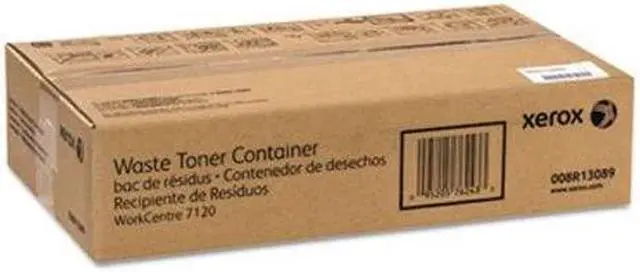 Waste Toner Container
bac de résidus • Contenedor de desechos
Recipiente de Resíduos
WorkCentre 7120
xerox
008R13089
www.xerox.com